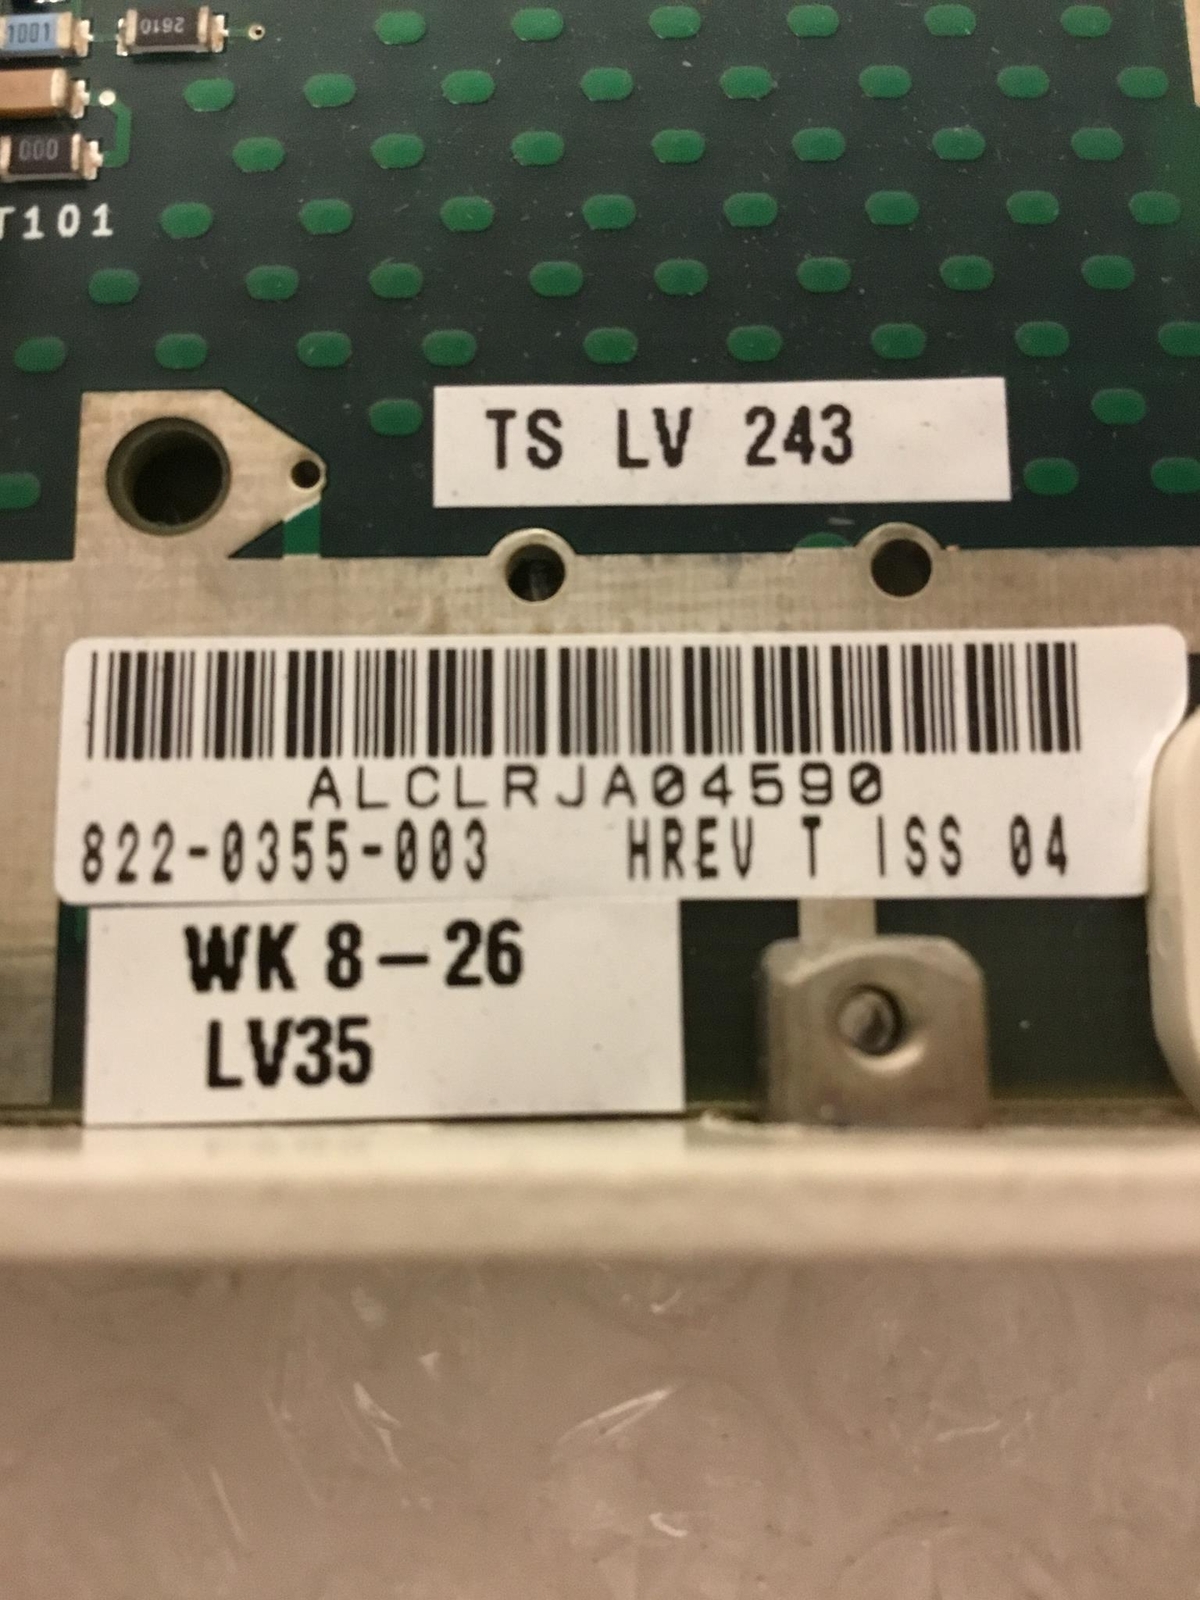 1001
2610
000
T101
TS LV 243
ALCLRJA04590
822-0355-003 HREV T ISS 04
WK 8-26
LV35